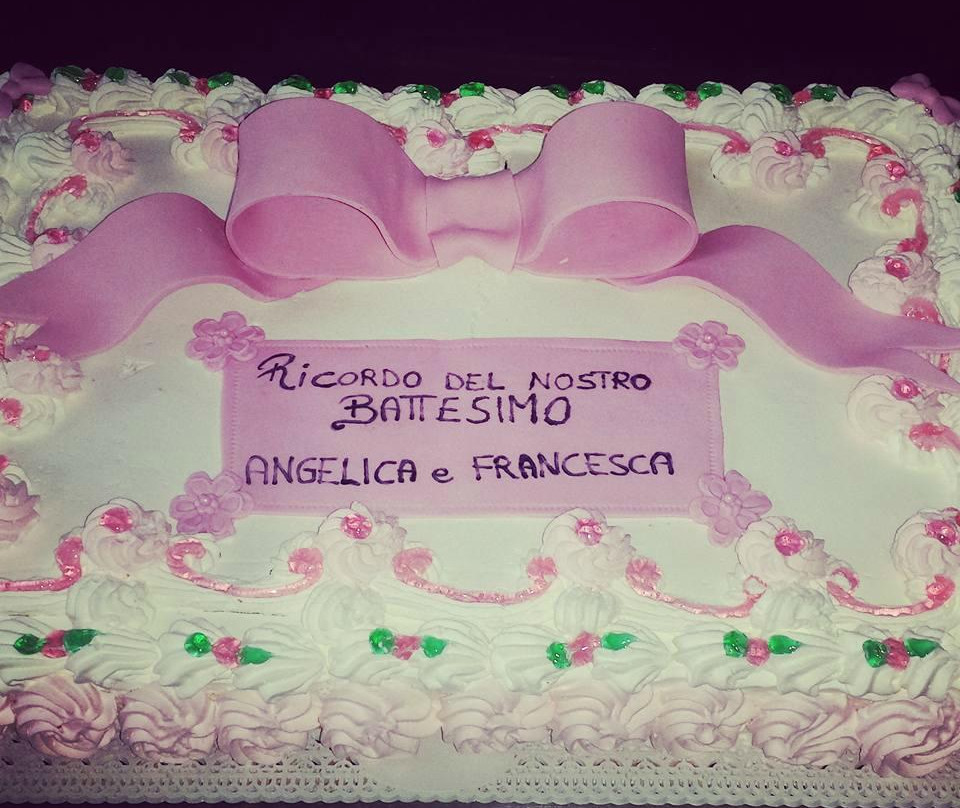 RiCORDO DEL NOSTRO
BATTESIMO
ANGELICA e FRANCESCA